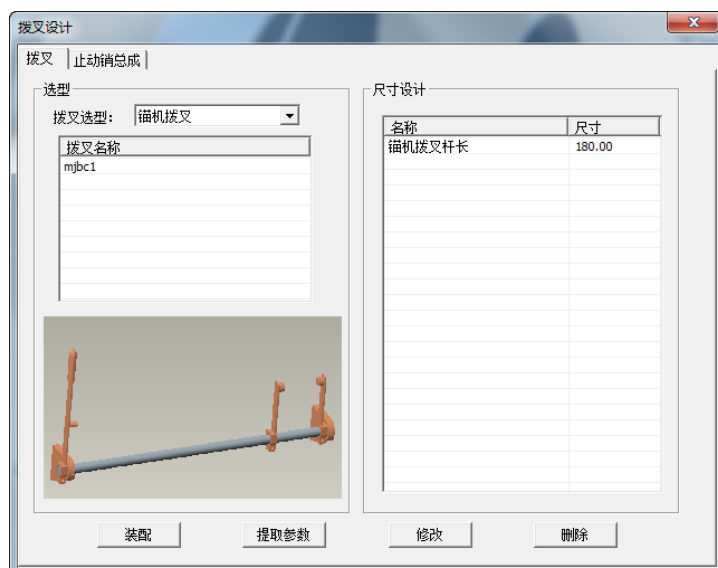 拨叉设计
拨叉
止动销总成
选型
拨叉选型：
锚机拨叉
拨叉名称
mjbc1
尺寸设计
名称
尺寸
锚机拨叉杆长
180.00
装配
提取参数
修改
删除